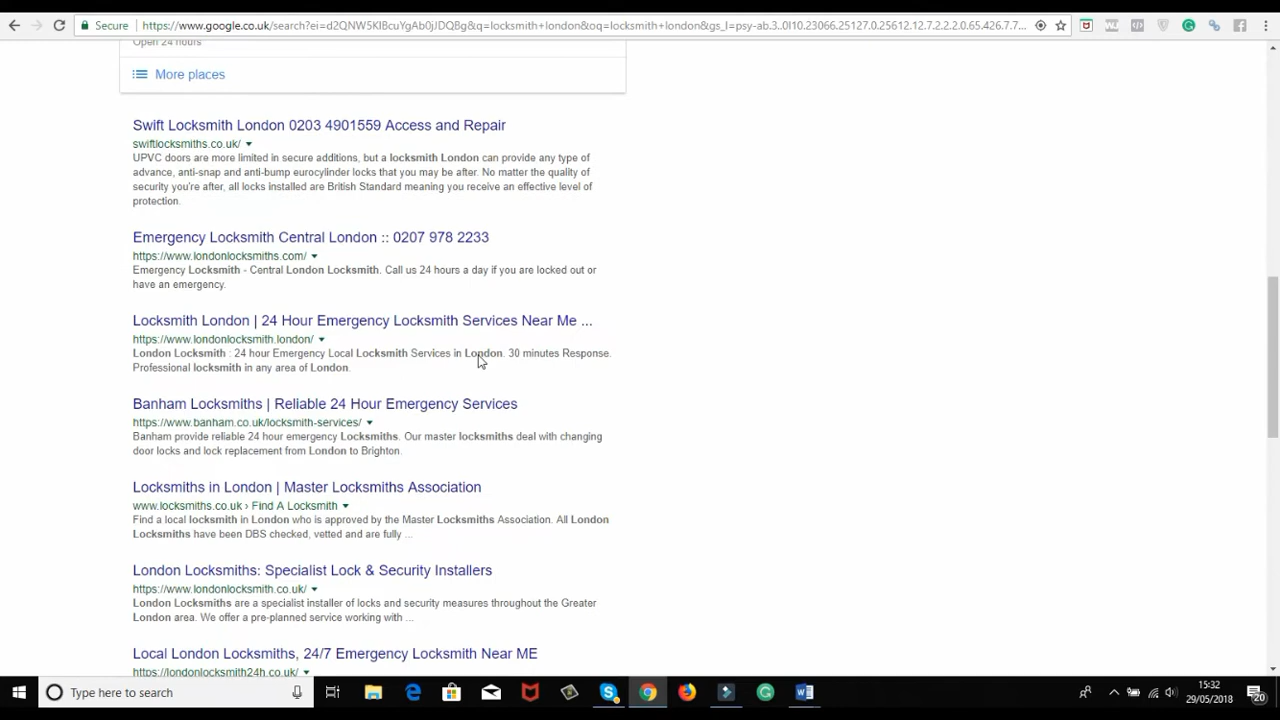 Secure | https://www.google.co.uk/search?ei=d2QNW5KIBcuYgAb0jJDQBg&q=locksmith+london&oq=locksmith+london&gs_l=psy-ab.3..0l10.23066.25127.0.25612.12.7.2.2.0.65.426.7.7...
Open 24 hours
More places
Swift Locksmith London 0203 4901559 Access and Repair
swiftlocksmiths.co.uk/
UPVC doors are more limited in secure additions, but a locksmith London can provide any type of
advance, anti-snap and anti-bump eurocylinder locks that you may be after. No matter the quality of
security you're after, all locks installed are British Standard meaning you receive an effective level of
protection.
Emergency Locksmith Central London :: 0207 978 2233
https://www.londonlocksmiths.com/
Emergency Locksmith - Central London Locksmith. Call us 24 hours a day if you are locked out or
have an emergency.
Locksmith London | 24 Hour Emergency Locksmith Services Near Me ...
https://www.londonlocksmith.london/
London Locksmith : 24 hour Emergency Local Locksmith Services in London. 30 minutes Response.
Professional locksmith in any area of London.
Banham Locksmiths | Reliable 24 Hour Emergency Services
https://www.banham.co.uk/locksmith-services/
Banham provide reliable 24 hour emergency Locksmiths. Our master locksmiths deal with changing
door locks and lock replacement from London to Brighton.
Locksmiths in London | Master Locksmiths Association
www.locksmiths.co.uk › Find A Locksmith
Find a local locksmith in London who is approved by the Master Locksmiths Association. All London
Locksmiths have been DBS checked, vetted and are fully ...
London Locksmiths: Specialist Lock & Security Installers
https://www.londonlocksmith.co.uk/
London Locksmiths are a specialist installer of locks and security measures throughout the Greater
London area. We offer a pre-planned service working with ...
Local London Locksmiths, 24/7 Emergency Locksmith Near ME
https://londonlocksmith24h.co.uk/
Type here to search
15:32
29/05/2018
20